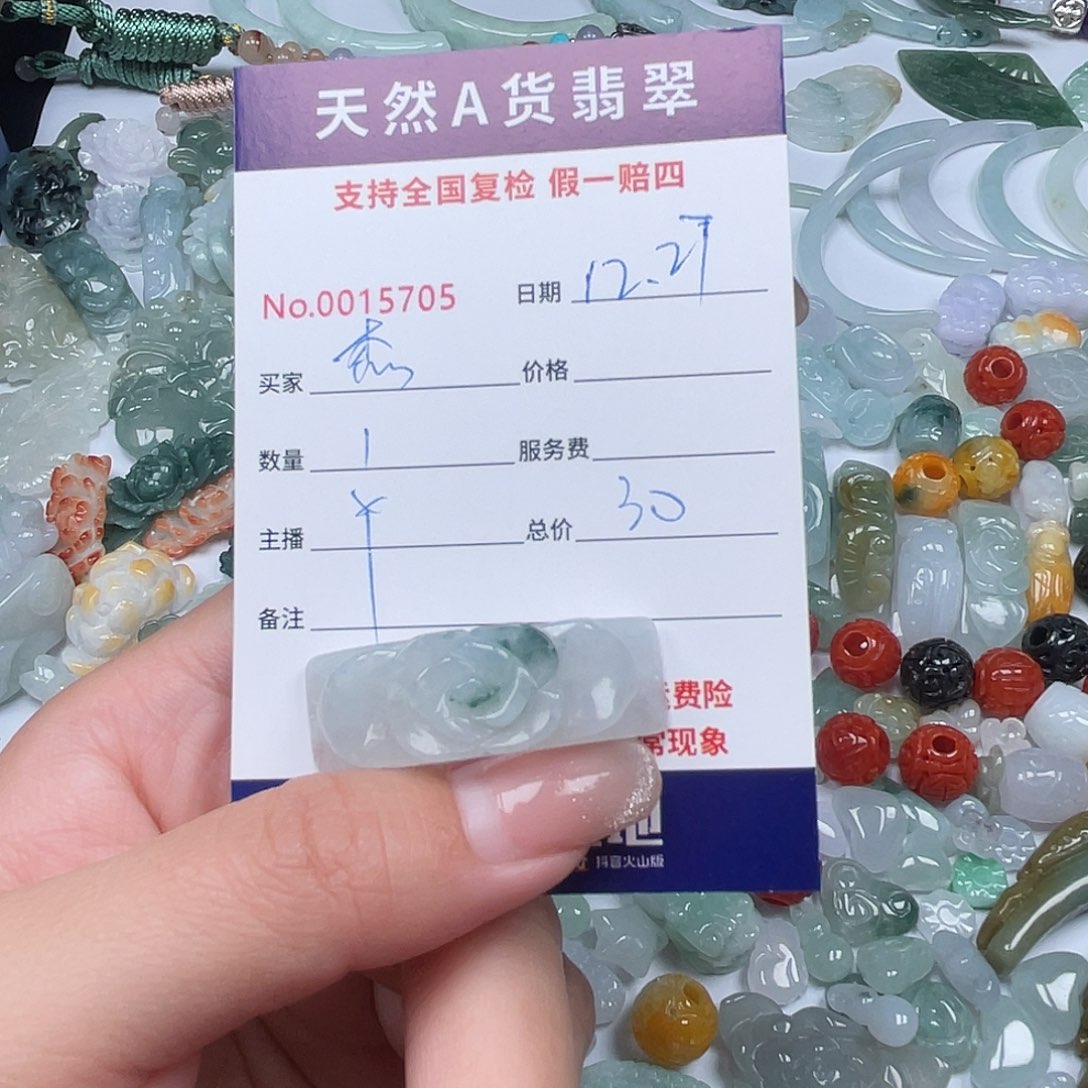 天然A货翡翠
支持全国复检 假一赔四
No.0015705 日期 12.27
买家 价格
数量 1 服务费
主播 羊 总价 30
备注
费险
常现象
抖音火山版